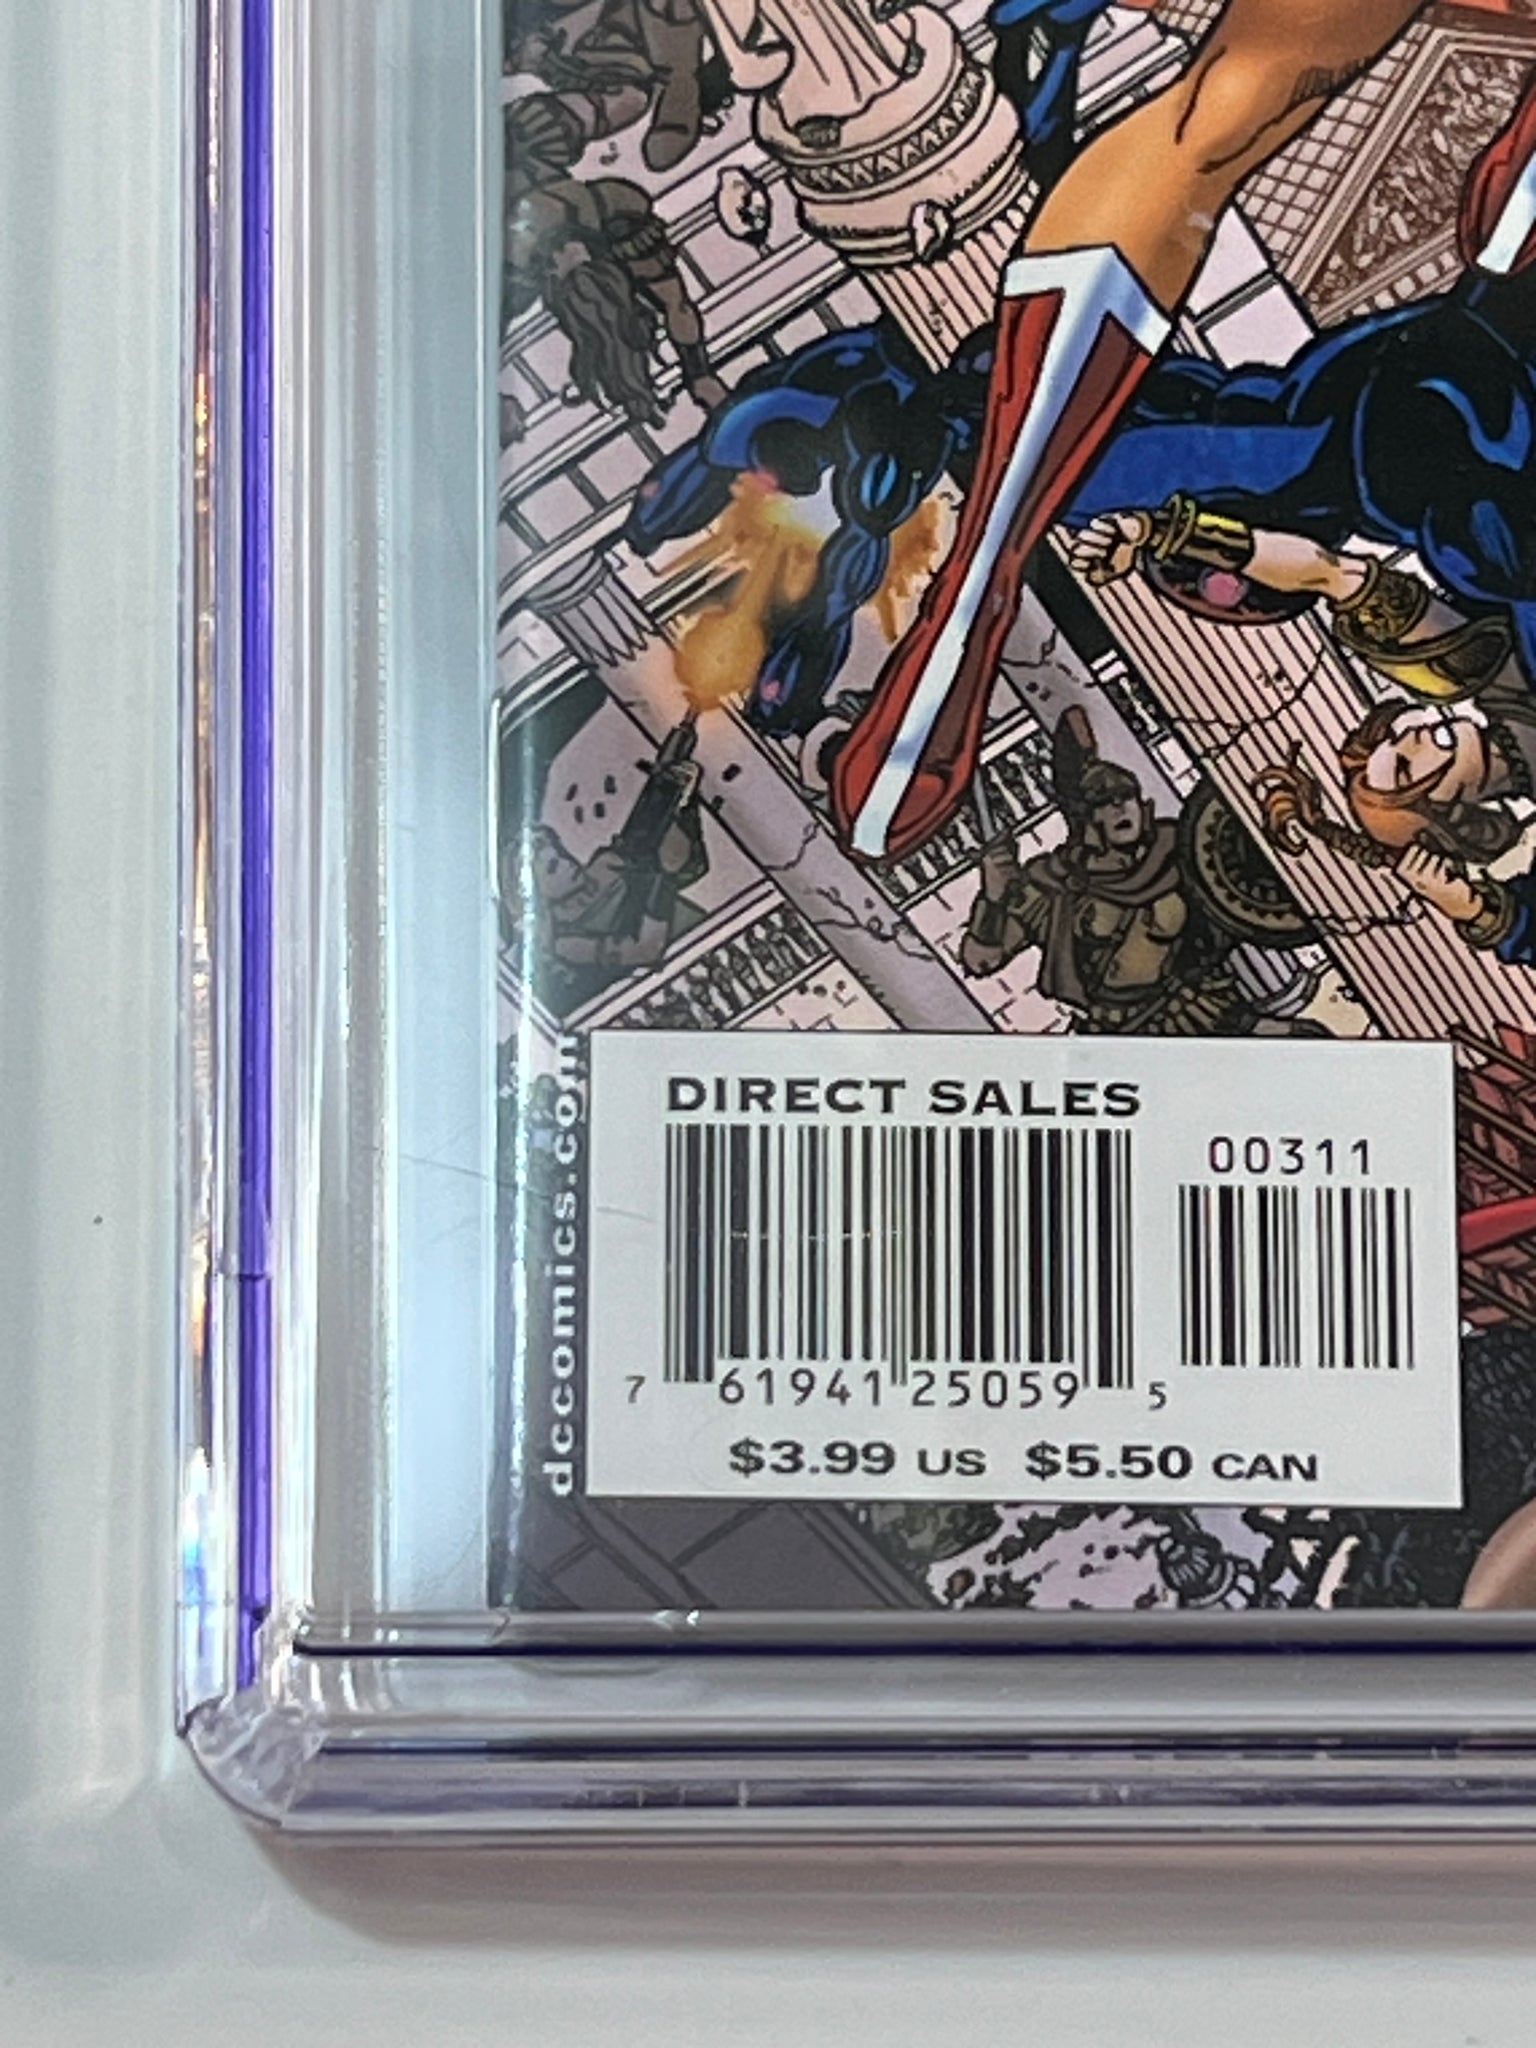 dccomics.com
DIRECT SALES
00311
7 61941 25059 5
$3.99 US $5.50 CAN